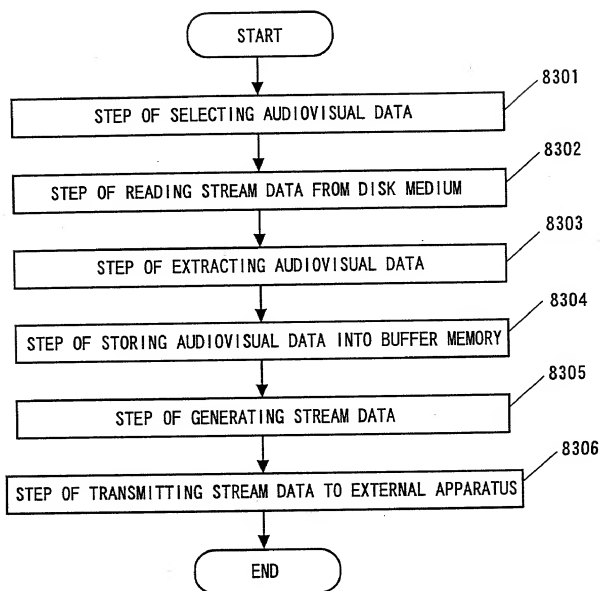 START
8301
STEP OF SELECTING AUDIOVISUAL DATA
8302
STEP OF READING STREAM DATA FROM DISK MEDIUM
8303
STEP OF EXTRACTING AUDIOVISUAL DATA
8304
STEP OF STORING AUDIOVISUAL DATA INTO BUFFER MEMORY
8305
STEP OF GENERATING STREAM DATA
8306
STEP OF TRANSMITTING STREAM DATA TO EXTERNAL APPARATUS
END